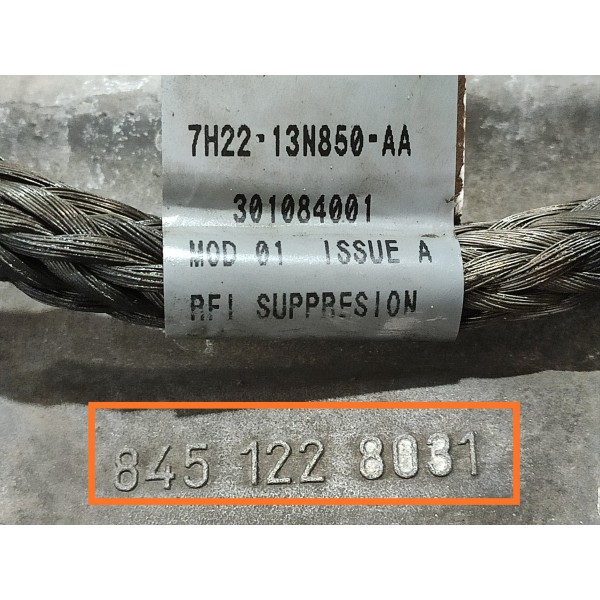 7H22-13N850-AA
301084001
MOD 01 ISSUE A
RFI SUPPRESION
845 122 8031